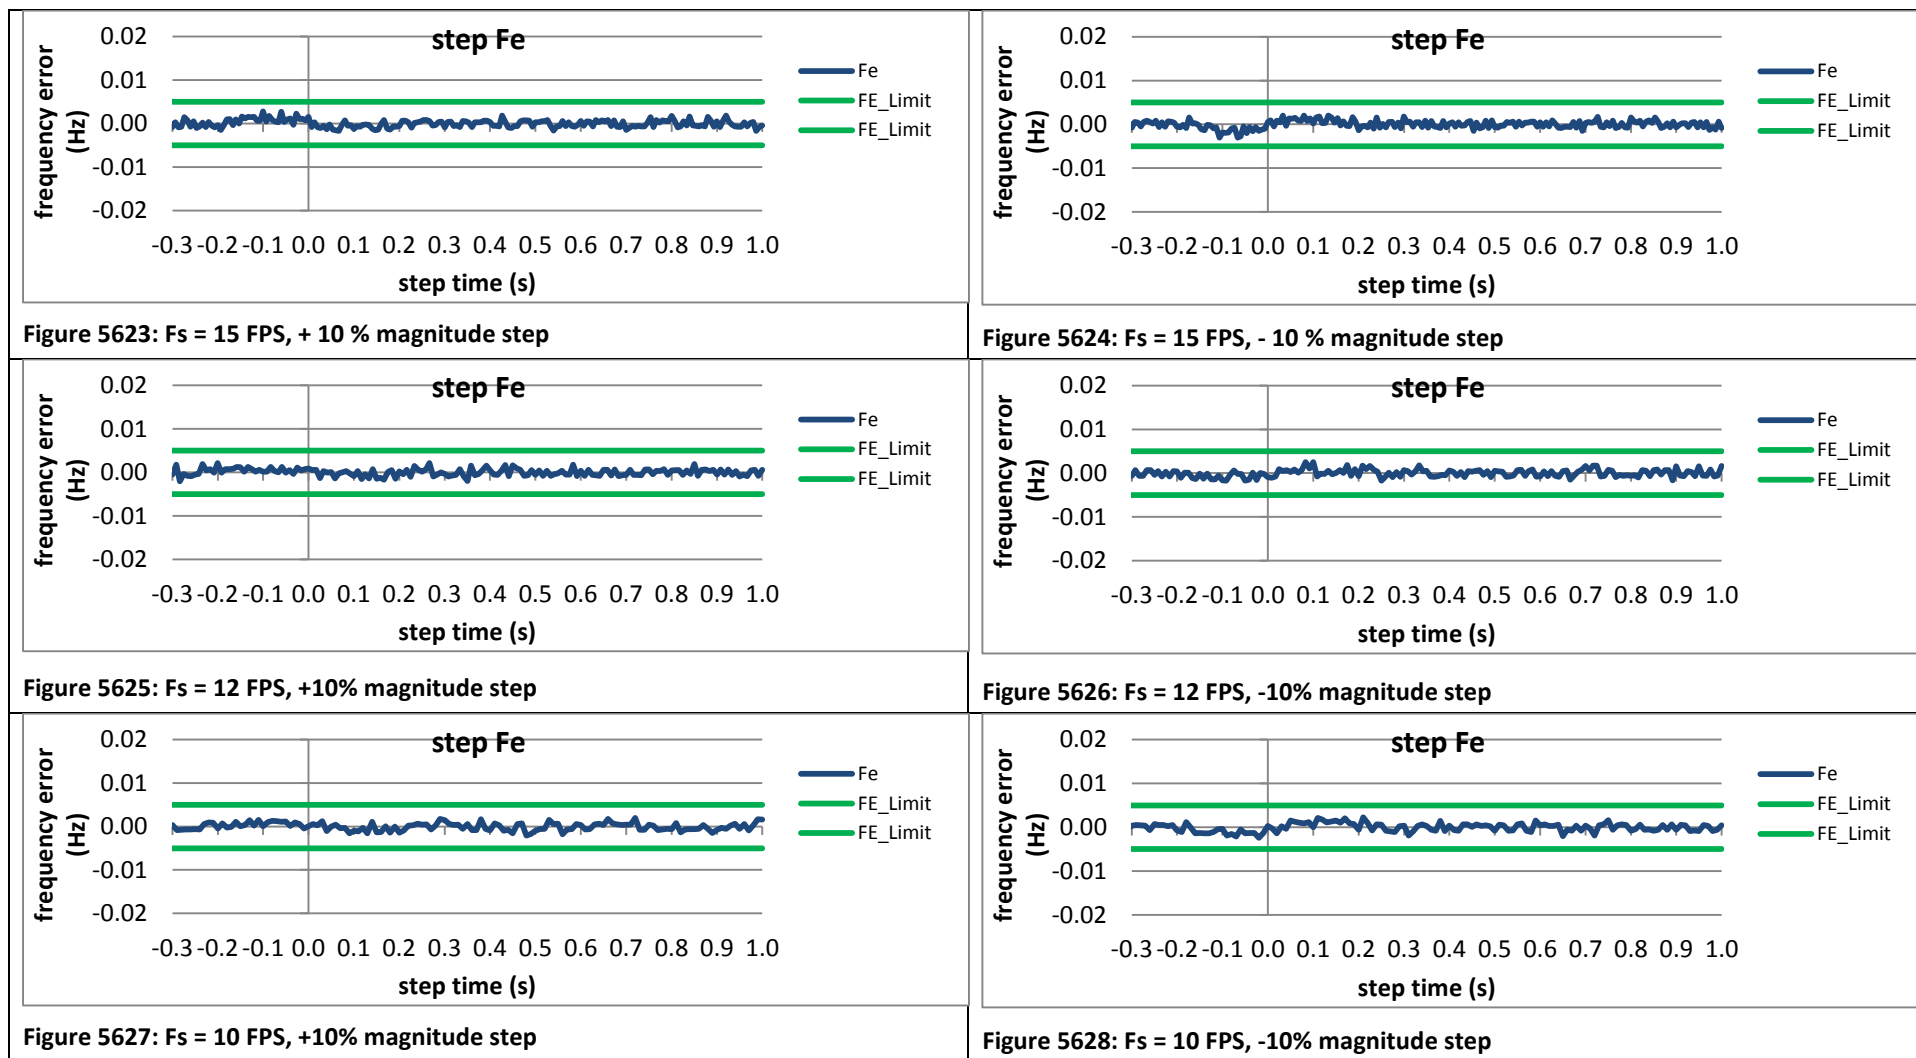 step Fe
frequency error
(Hz)
0.02
0.01
0.00
-0.01
-0.02
-0.3 -0.2 -0.1 0.0 0.1 0.2 0.3 0.4 0.5 0.6 0.7 0.8 0.9 1.0
step time (s)
Fe
FE_Limit
FE_Limit
Figure 5623: Fs = 15 FPS, + 10 % magnitude step
step Fe
frequency error
(Hz)
0.02
0.01
0.00
-0.01
-0.02
-0.3 -0.2 -0.1 0.0 0.1 0.2 0.3 0.4 0.5 0.6 0.7 0.8 0.9 1.0
step time (s)
Fe
FE_Limit
FE_Limit
Figure 5624: Fs = 15 FPS, - 10 % magnitude step
step Fe
frequency error
(Hz)
0.02
0.01
0.00
-0.01
-0.02
-0.3 -0.2 -0.1 0.0 0.1 0.2 0.3 0.4 0.5 0.6 0.7 0.8 0.9 1.0
step time (s)
Fe
FE_Limit
FE_Limit
Figure 5625: Fs = 12 FPS, +10% magnitude step
step Fe
frequency error
(Hz)
0.02
0.01
0.00
-0.01
-0.02
-0.3 -0.2 -0.1 0.0 0.1 0.2 0.3 0.4 0.5 0.6 0.7 0.8 0.9 1.0
step time (s)
Fe
FE_Limit
FE_Limit
Figure 5626: Fs = 12 FPS, -10% magnitude step
step Fe
frequency error
(Hz)
0.02
0.01
0.00
-0.01
-0.02
-0.3 -0.2 -0.1 0.0 0.1 0.2 0.3 0.4 0.5 0.6 0.7 0.8 0.9 1.0
step time (s)
Fe
FE_Limit
FE_Limit
Figure 5627: Fs = 10 FPS, +10% magnitude step
step Fe
frequency error
(Hz)
0.02
0.01
0.00
-0.01
-0.02
-0.3 -0.2 -0.1 0.0 0.1 0.2 0.3 0.4 0.5 0.6 0.7 0.8 0.9 1.0
step time (s)
Fe
FE_Limit
FE_Limit
Figure 5628: Fs = 10 FPS, -10% magnitude step